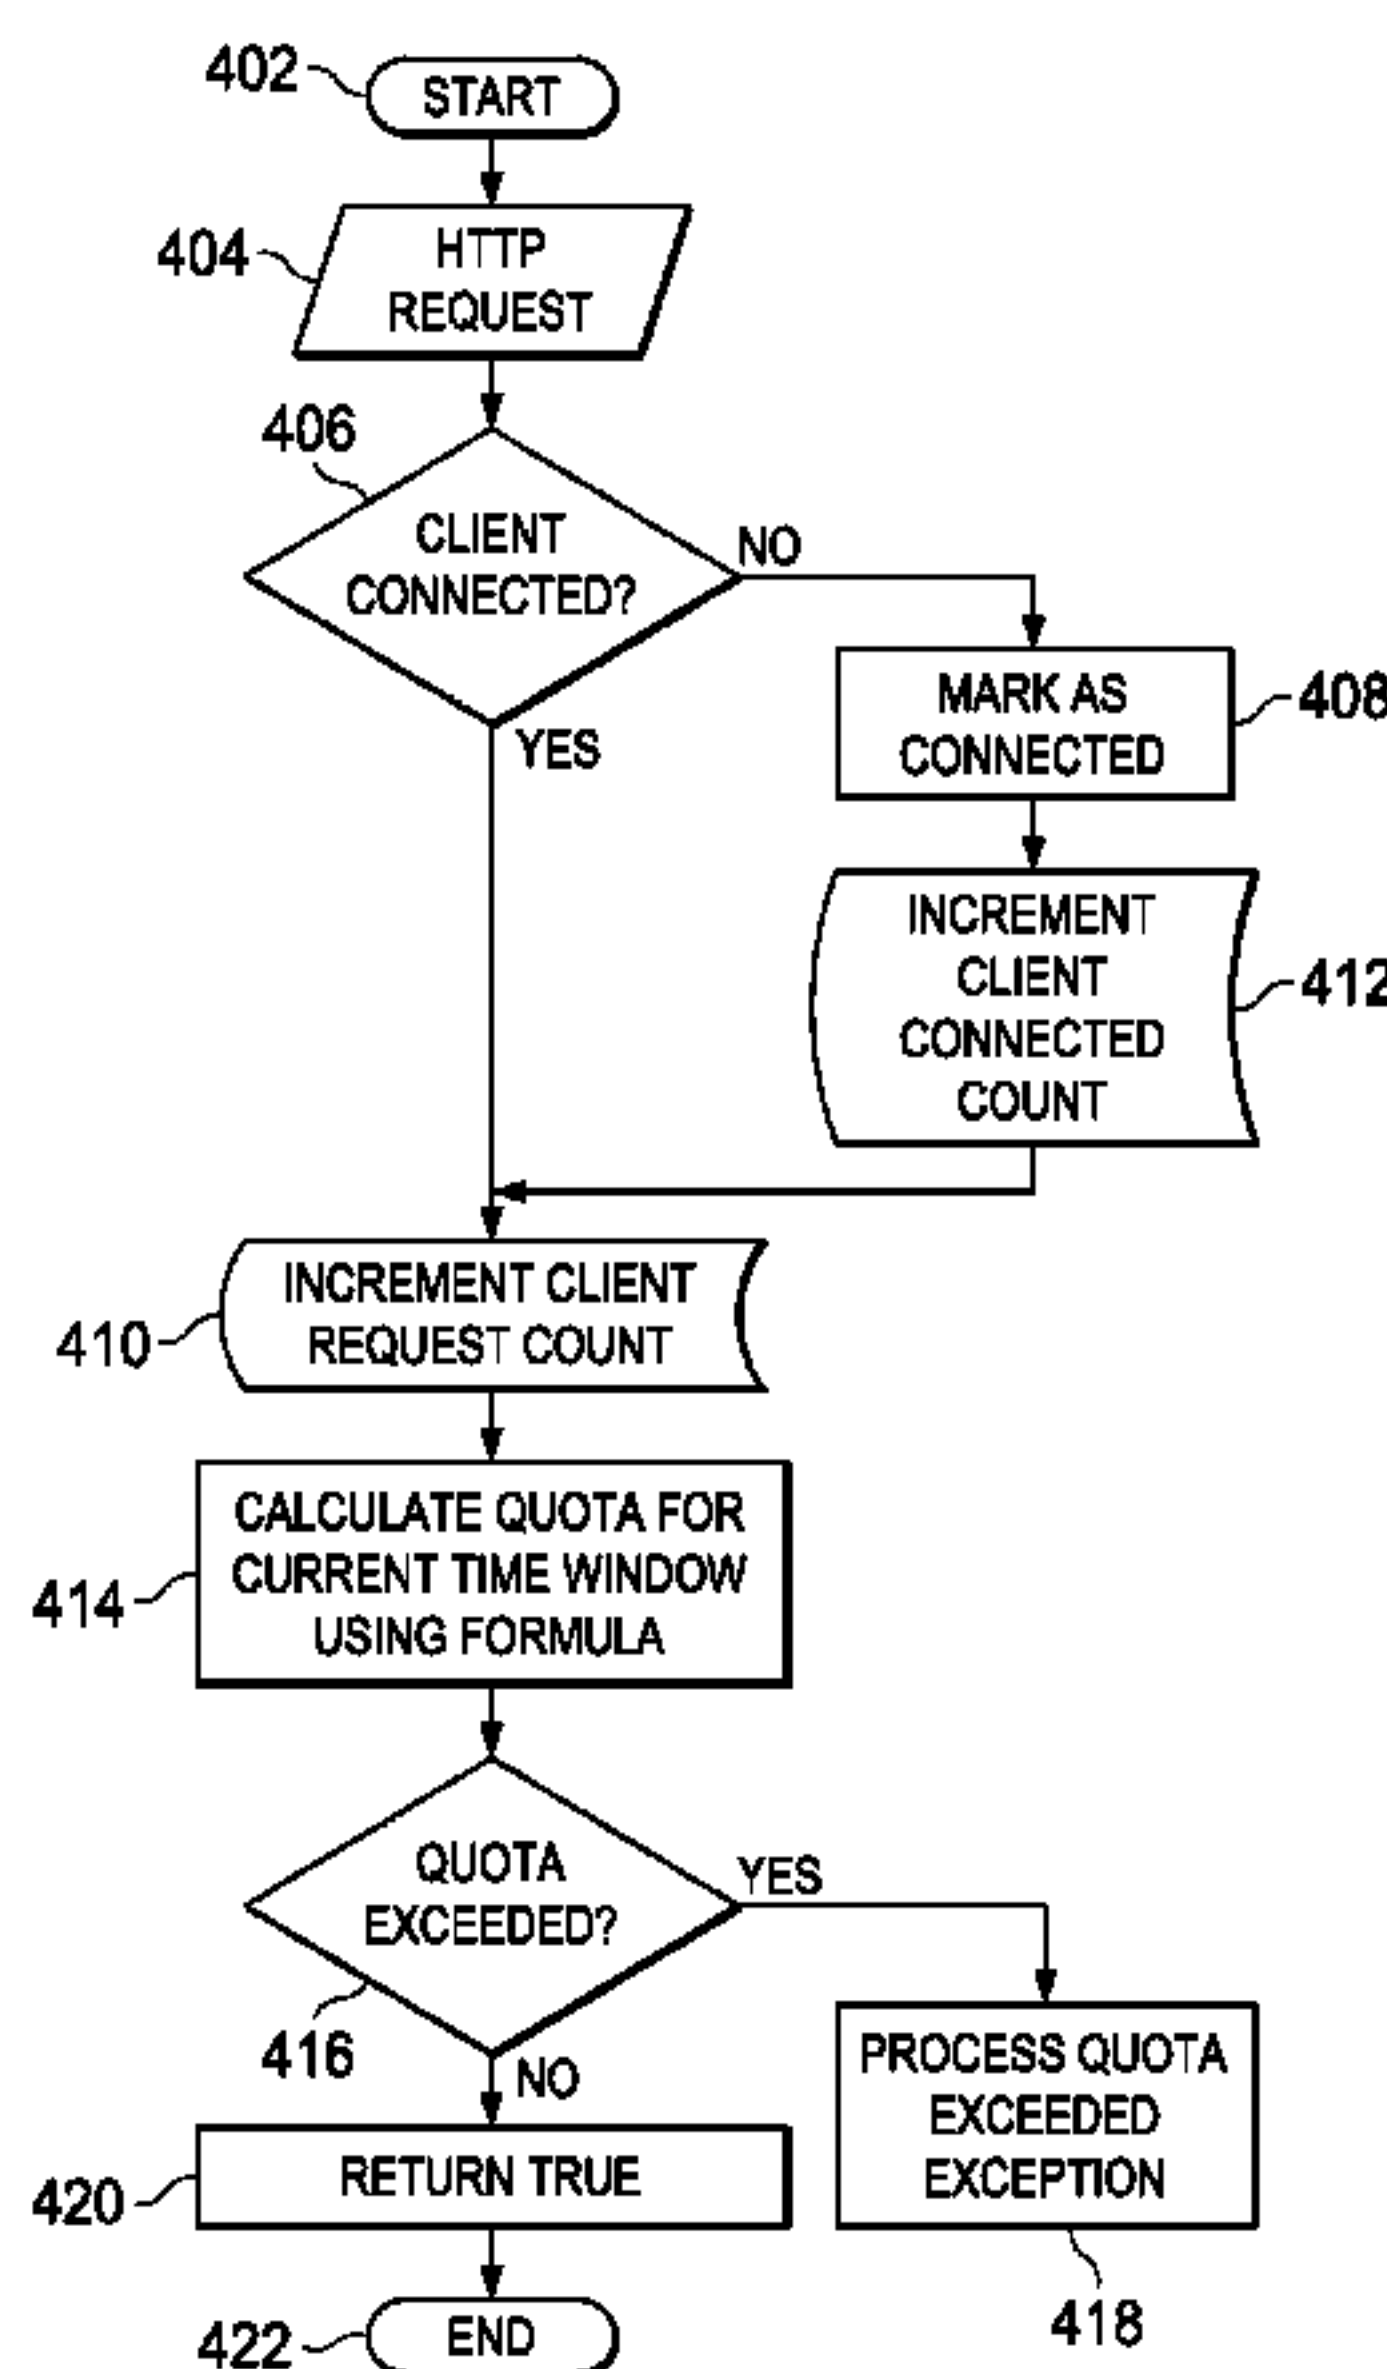 402
START
404
HTTP
REQUEST
406
CLIENT
CONNECTED?
NO
YES
MARK AS
CONNECTED
408
INCREMENT
CLIENT
CONNECTED
COUNT
412
INCREMENT CLIENT
REQUEST COUNT
410
CALCULATE QUOTA FOR
CURRENT TIME WINDOW
USING FORMULA
414
QUOTA
EXCEEDED?
YES
416
NO
PROCESS QUOTA
EXCEEDED
EXCEPTION
418
RETURN TRUE
420
END
422